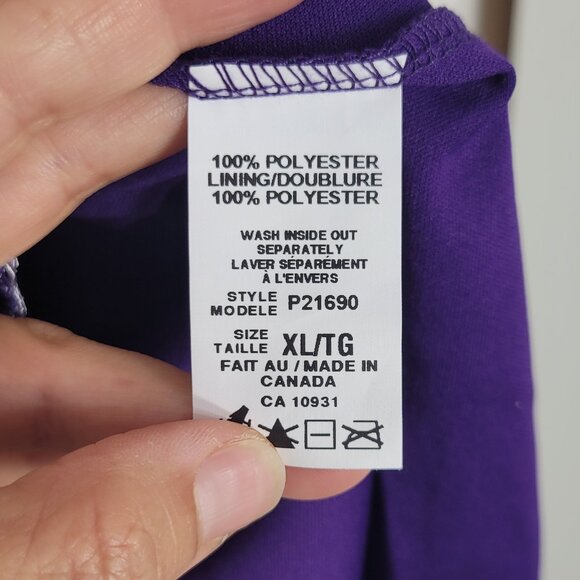 100% POLYESTER
LINING/DOUBLURE
100% POLYESTER
WASH INSIDE OUT
SEPARATELY
LAVER SÉPARÉMENT
À L'ENVERS
STYLE
MODELE P21690
SIZE
TAILLE XL/TG
FAIT AU / MADE IN
CANADA
CA 10931